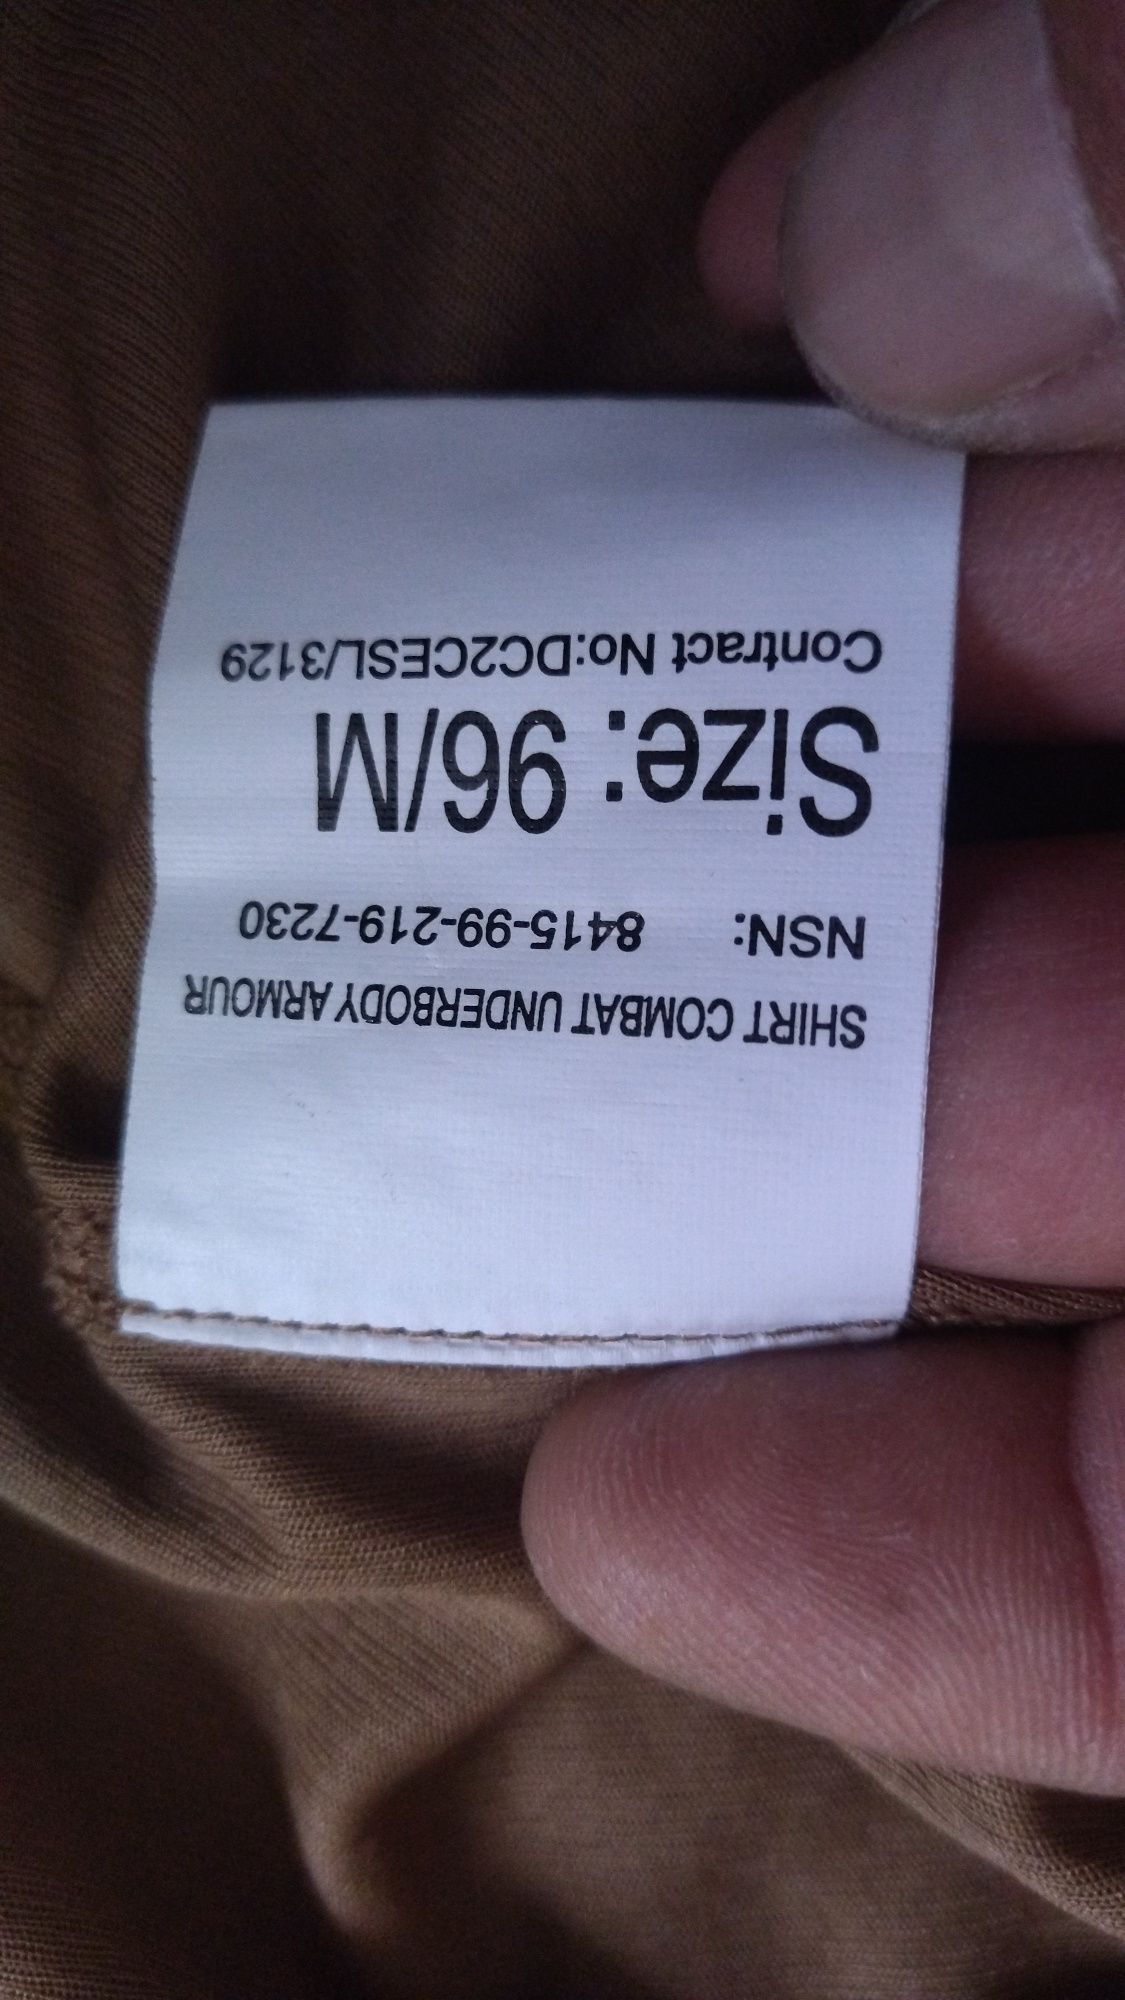 SHIRT COMBAT UNDERBODY ARMOUR
NSN: 8415-99-219-7230
Size: 96/M
Contract No:DC2CESL/3129